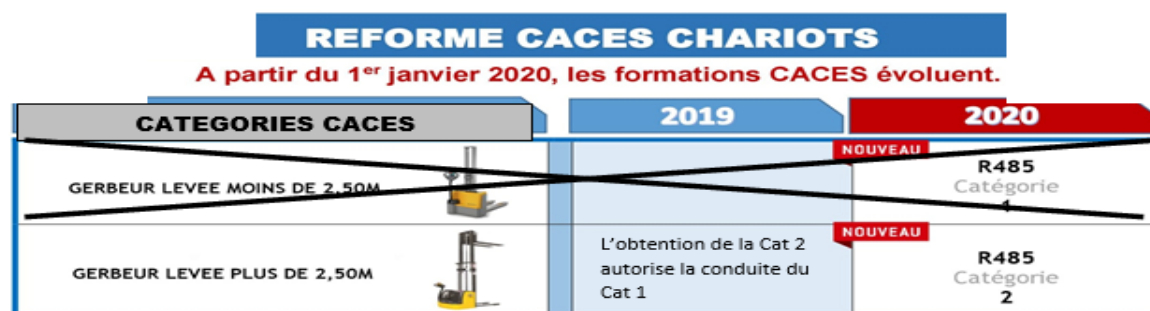 REFORME CACES CHARIOTS
A partir du 1er janvier 2020, les formations CACES évoluent.
CATEGORIES CACES
2019
2020
NOUVEAU
GERBEUR LEVEE MOINS DE 2,50M
R485
Catégorie
1
NOUVEAU
GERBEUR LEVEE PLUS DE 2,50M
L'obtention de la Cat 2
autorise la conduite du
Cat 1
R485
Catégorie
2